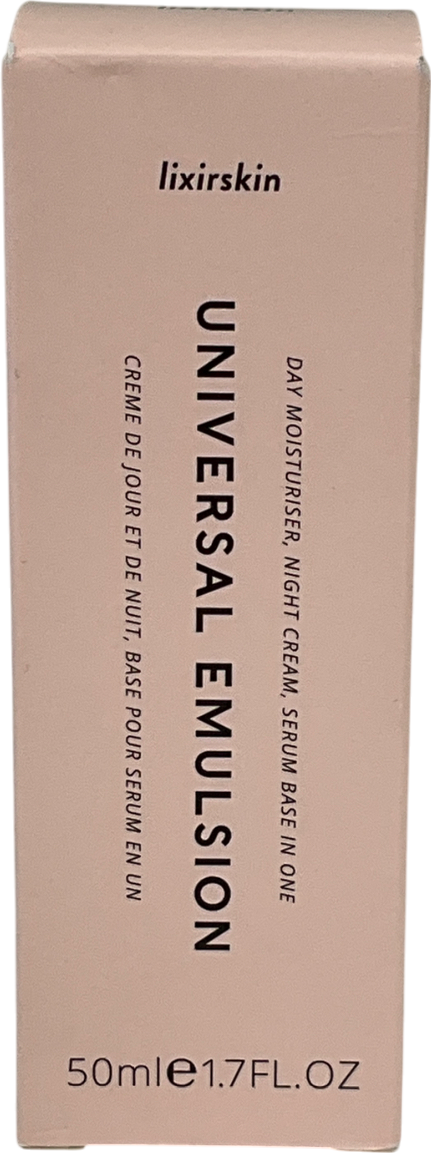 lixirskin
DAY MOISTURISER, NIGHT CREAM, SERUM BASE IN ONE
UNIVERSAL EMULSION
CREME DE JOUR ET DE NUIT, BASE POUR SERUM EN UN
50ml℮1.7FL.OZ